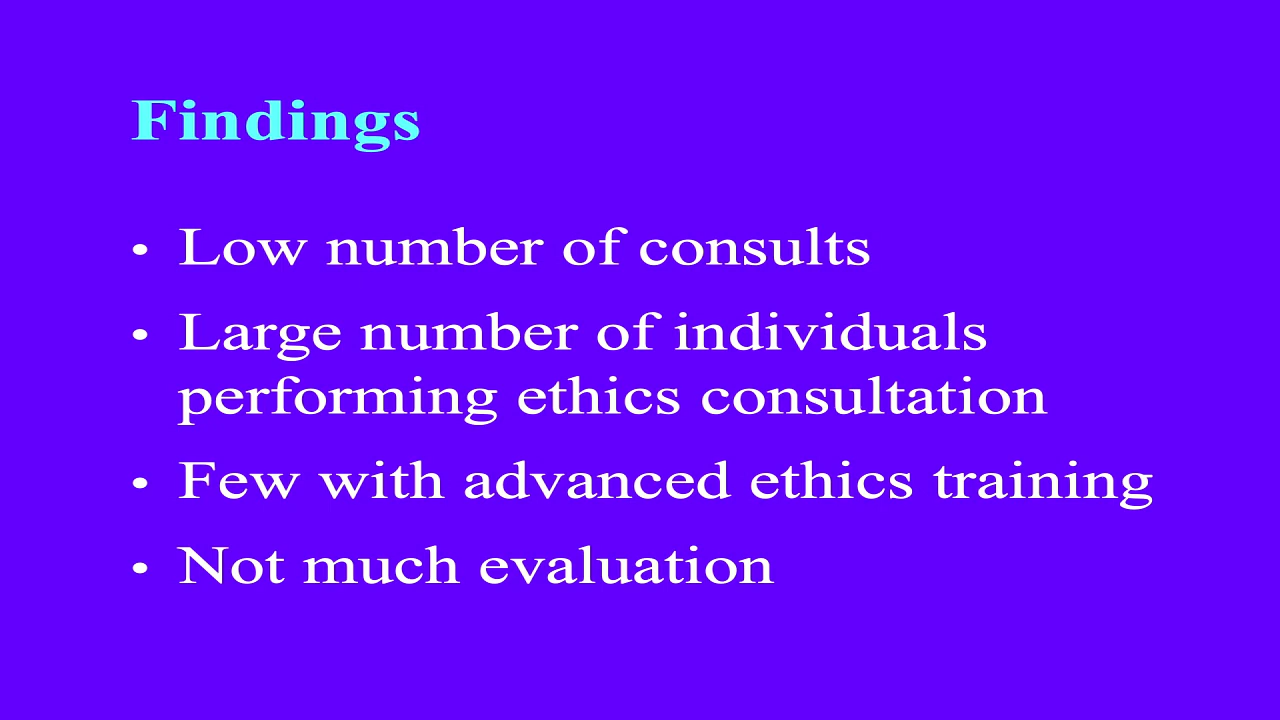 Findings
• Low number of consults
• Large number of individuals
performing ethics consultation
• Few with advanced ethics training
• Not much evaluation